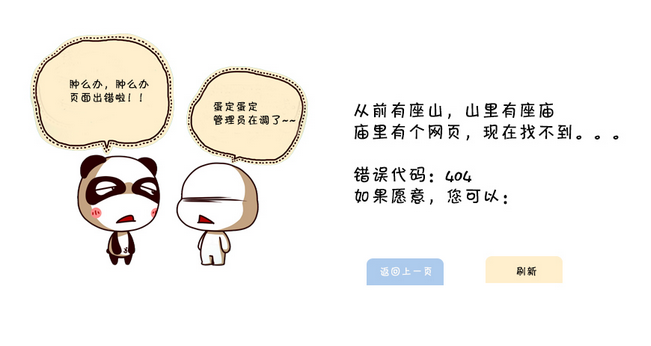 肿么办，肿么办
页面出错啦！！
蛋定蛋定
管理员在调了~~
从前有座山，山里有座庙
庙里有个网页，现在找不到。。。
错误代码：404
如果愿意，您可以：
返回上一页
刷新